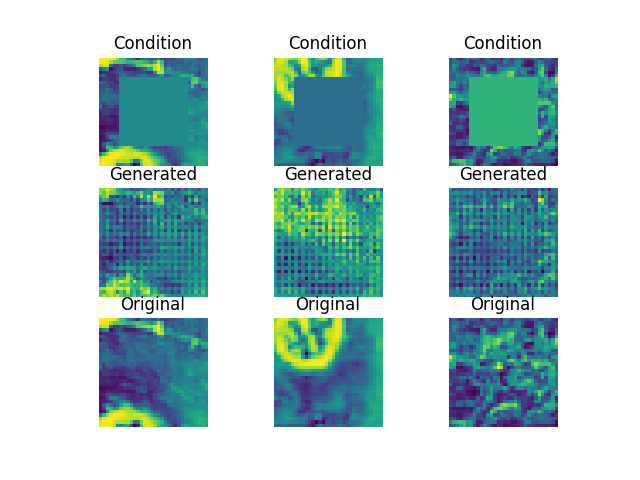 Condition Condition Condition
Generated Generated Generated
Original Original Original